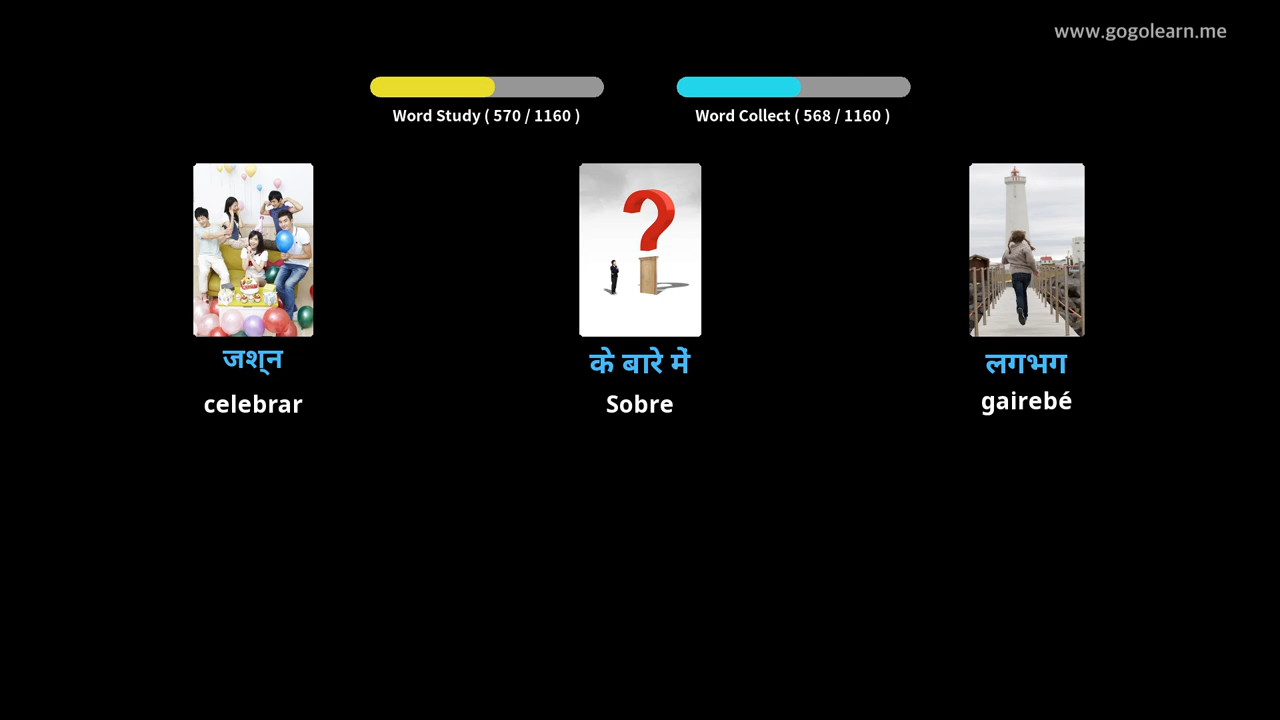 www.gogolearn.me
Word Study ( 570 / 1160 )
Word Collect ( 568 / 1160 )
जश्न
के बारे में
लगभग
celebrar
Sobre
gairebé